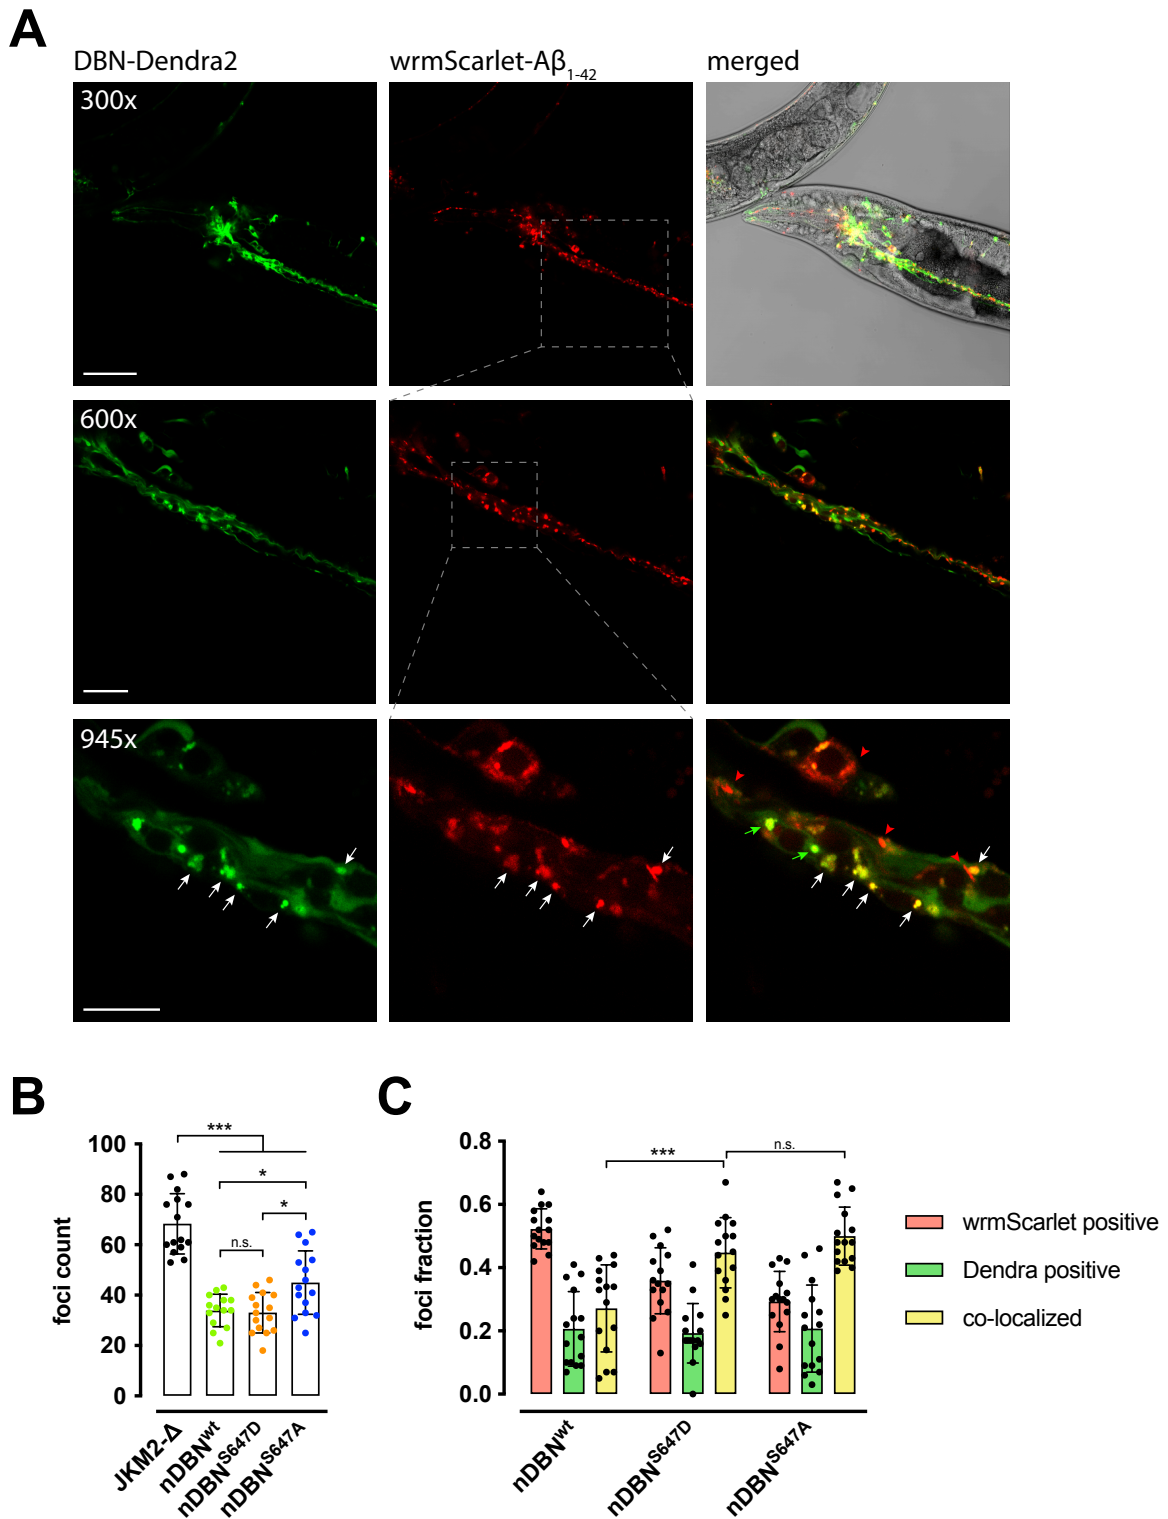 A
DBN-Dendra2 wrmScarlet-Aβ1-42 merged
300x
600x
945x
B
C
foci count
100
80
60
40
20
0
***
*
*
n.s.
JKM2-Δ
nDBNwt
nDBNS647D
nDBNS647A
foci fraction
0.8
0.6
0.4
0.2
0.0
***
n.s.
nDBNwt
nDBNS647D
nDBNS647A
wrmScarlet positive
Dendra positive
co-localized